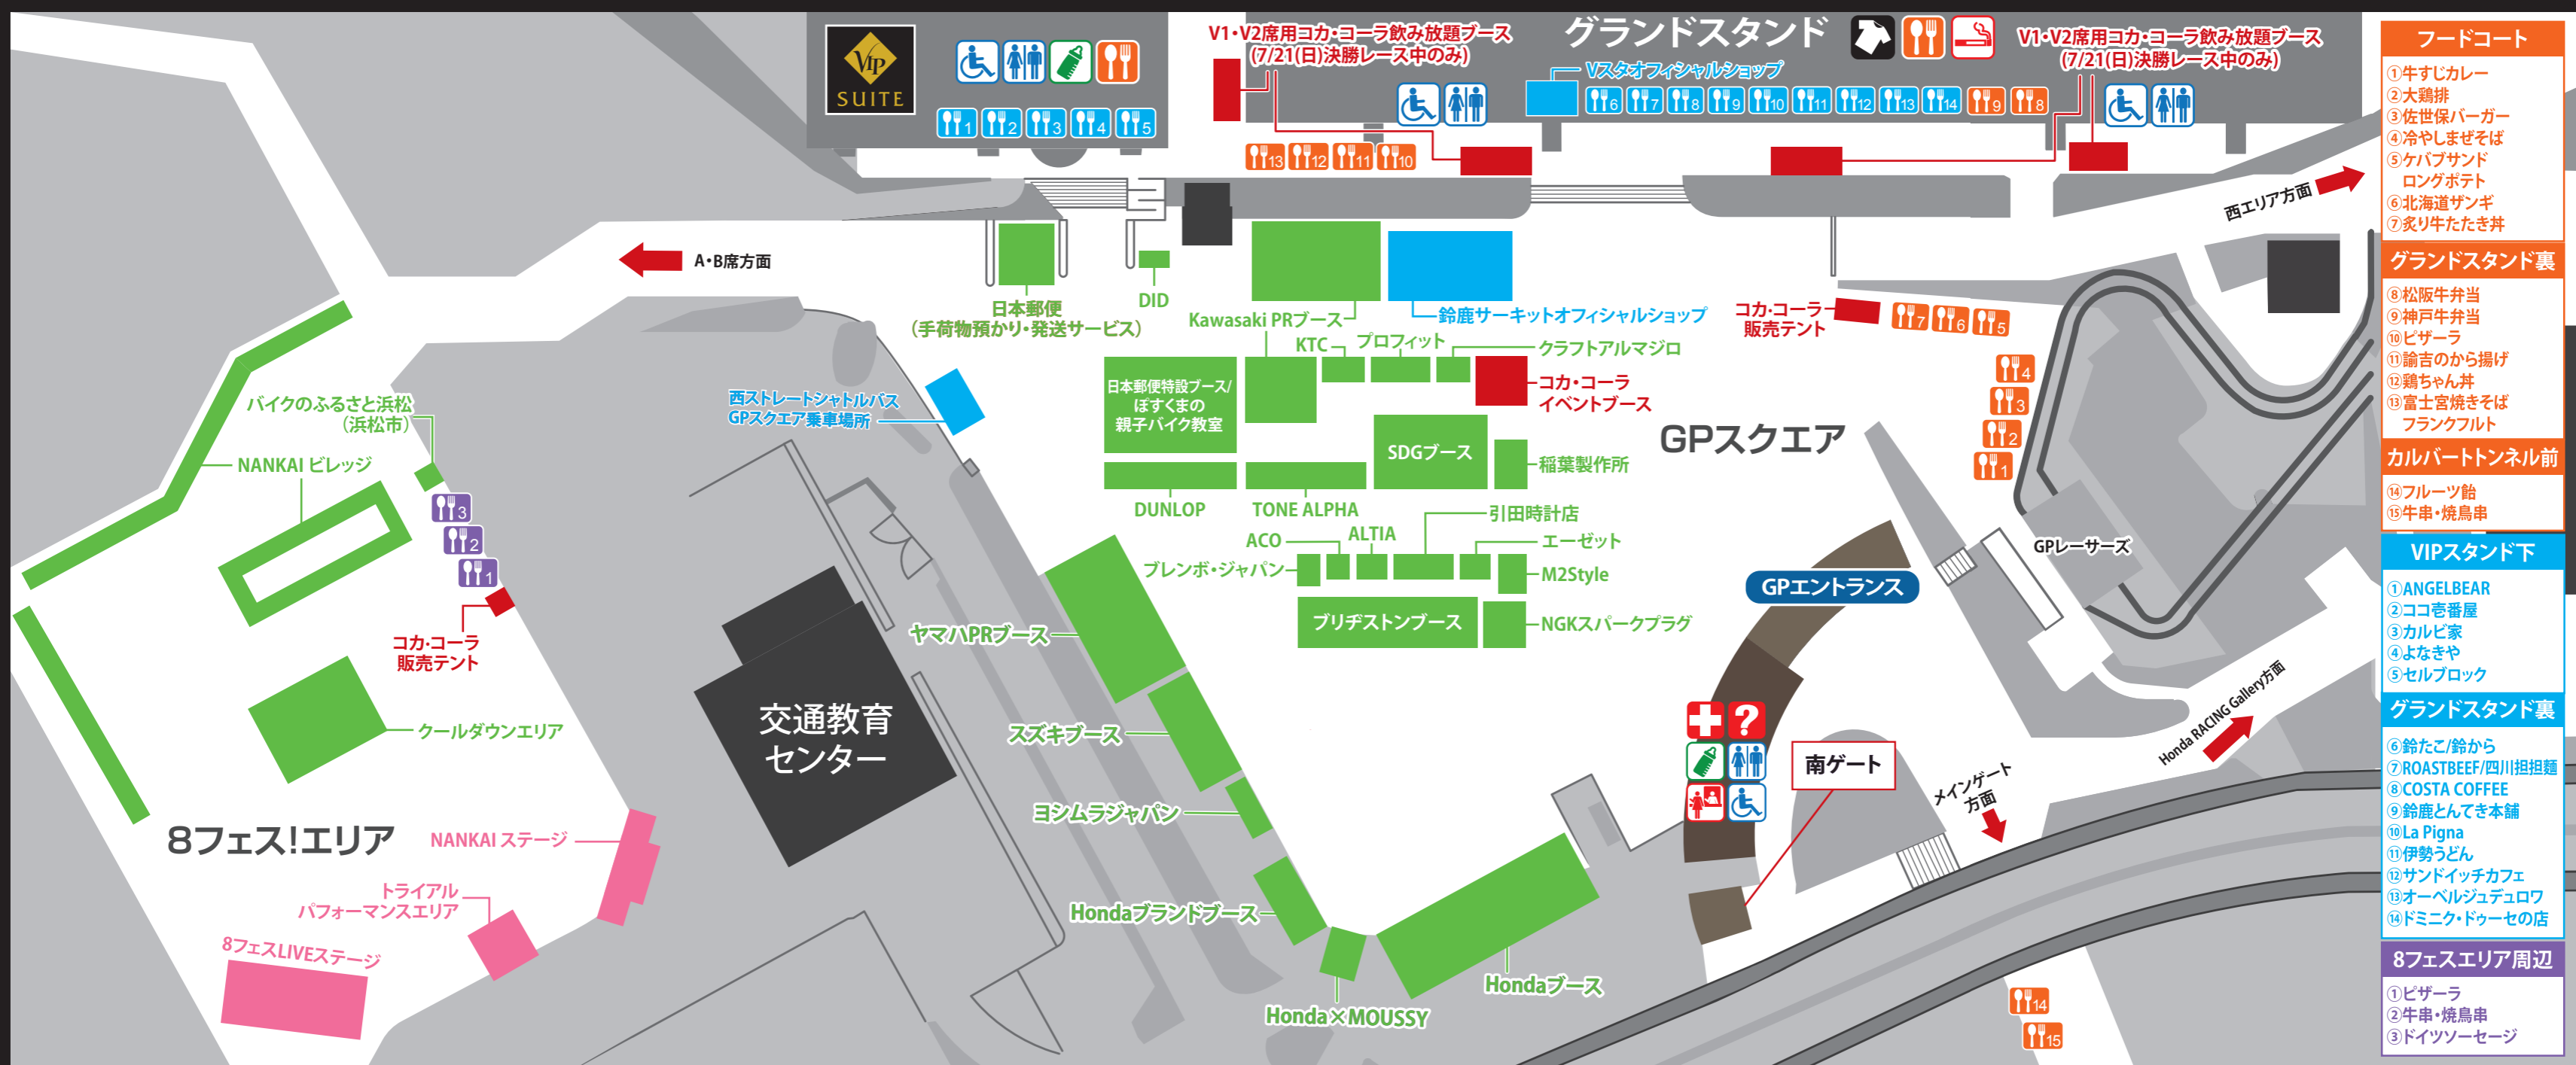 VIP
SUITE
1
2
3
4
5
V1・V2席用コカ・コーラ飲み放題ブース
(7/21(日)決勝レース中のみ)
グランドスタンド
V1・V2席用コカ・コーラ飲み放題ブース
(7/21(日)決勝レース中のみ)
Vスタオフィシャルショップ
6
7
8
9
10
11
12
13
14
9
8
13
12
11
10
西エリア方面
A・B席方面
日本郵便
(手荷物預かり・発送サービス)
DID
Kawasaki PRブース
鈴鹿サーキットオフィシャルショップ
コカ・コーラ
販売テント
7
6
5
4
3
2
1
KTC
プロフィット
クラフトアルマジロ
コカ・コーラ
イベントブース
日本郵便特設ブース/
ぽすくまの
親子バイク教室
西ストレートシャトルバス
GPスクエア乗車場所
GPスクエア
SDGブース
稲葉製作所
DUNLOP
TONE ALPHA
引田時計店
ACO
ALTIA
エーゼット
ブレンボ・ジャパン
M2Style
ブリヂストンブース
NGKスパークプラグ
GPレーサーズ
GPエントランス
バイクのふるさと浜松
(浜松市)
NANKAI ビレッジ
3
2
1
コカ・コーラ
販売テント
クールダウンエリア
交通教育
センター
ヤマハPRブース
スズキブース
ヨシムラジャパン
Hondaブランドブース
Honda×MOUSSY
Hondaブース
?
南ゲート
メインゲート
方面
Honda RACING Gallery方面
8フェス!エリア
NANKAI ステージ
トライアル
パフォーマンスエリア
8フェスLIVEステージ
14
15
フードコート
①牛すじカレー
②大鶏排
③佐世保バーガー
④冷やしまぜそば
⑤ケバブサンド
ロングポテト
⑥北海道ザンギ
⑦炙り牛たたき丼
グランドスタンド裏
⑧松阪牛弁当
⑨神戸牛弁当
⑩ピザーラ
⑪諭吉のから揚げ
⑫鶏ちゃん丼
⑬富士宮焼きそば
フランクフルト
カルバートトンネル前
⑭フルーツ飴
⑮牛串・焼鳥串
VIPスタンド下
①ANGELBEAR
②ココ壱番屋
③カルビ家
④よなきや
⑤セルブロック
グランドスタンド裏
⑥鈴たこ/鈴から
⑦ROASTBEEF/四川担担麺
⑧COSTA COFFEE
⑨鈴鹿とんてき本舗
⑩La Pigna
⑪伊勢うどん
⑫サンドイッチカフェ
⑬オーベルジュデュロワ
⑭ドミニク・ドゥーセの店
8フェスエリア周辺
①ピザーラ
②牛串・焼鳥串
③ドイツソーセージ